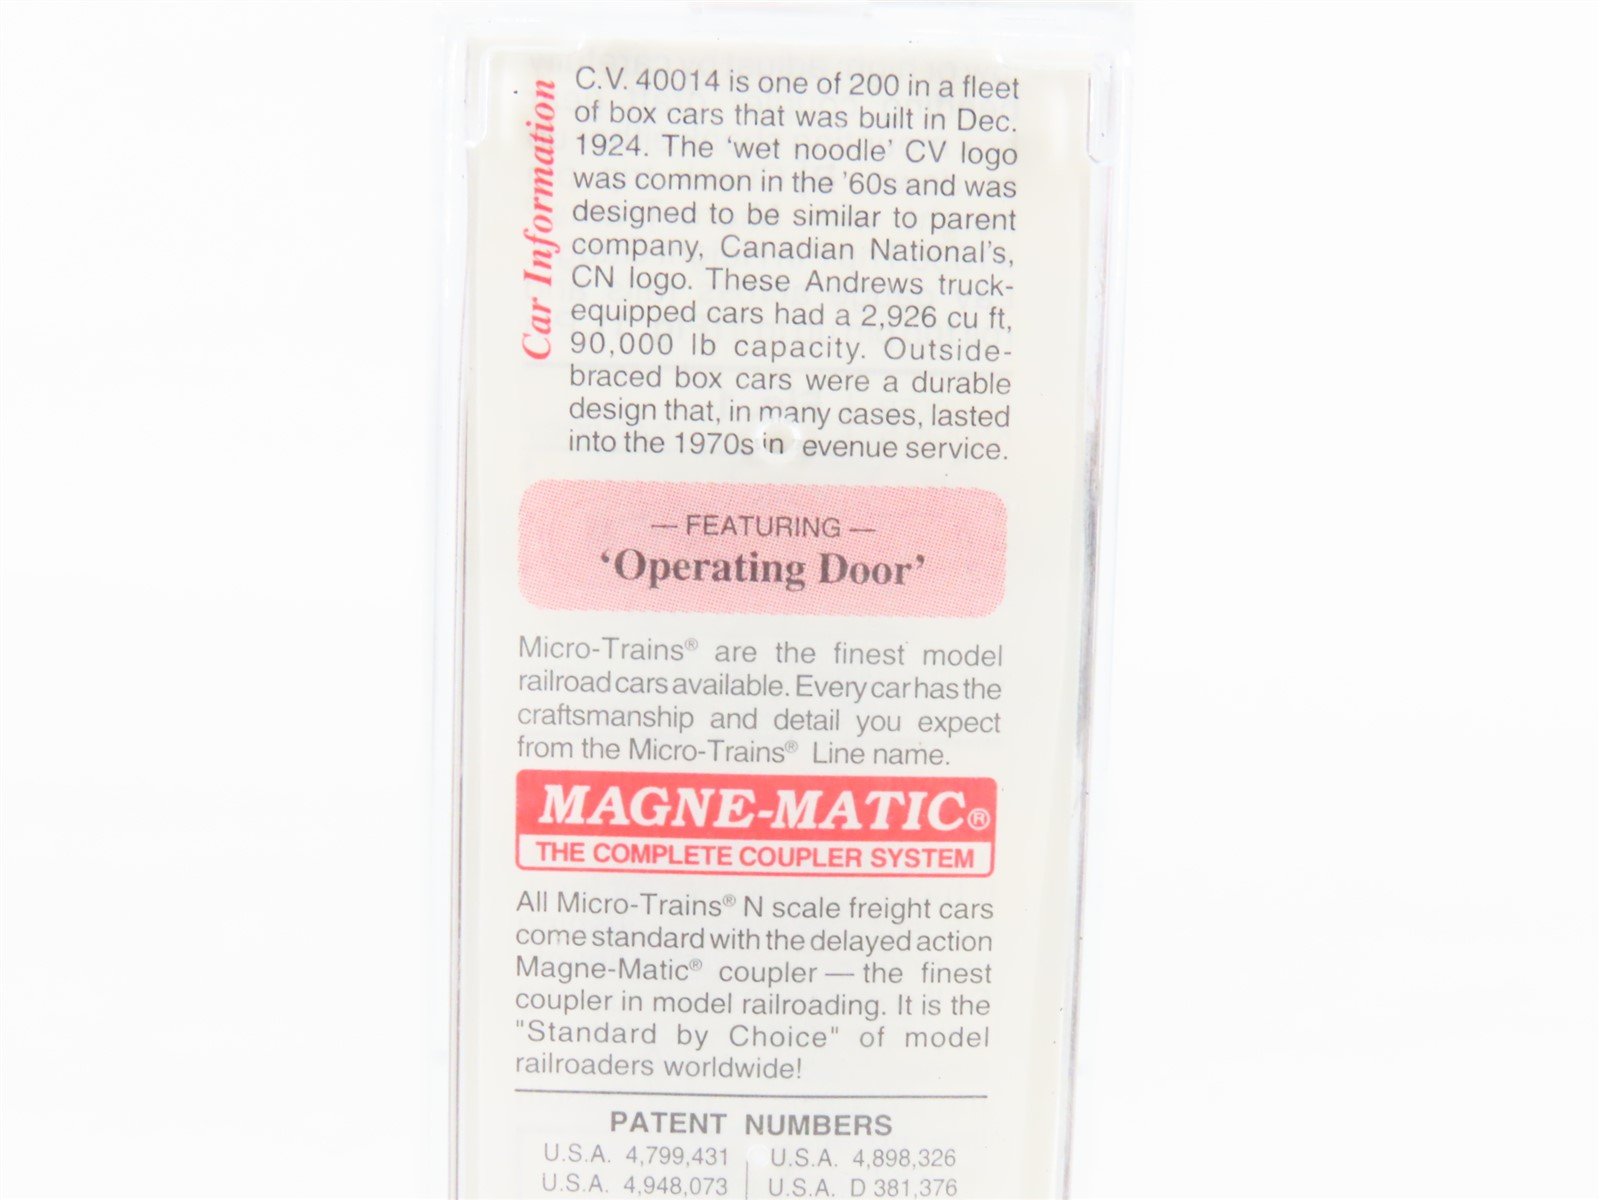 Car Information
C.V. 40014 is one of 200 in a fleet
of box cars that was built in Dec.
1924. The ‘wet noodle’ CV logo
was common in the ’60s and was
designed to be similar to parent
company, Canadian National’s,
CN logo. These Andrews truck-
equipped cars had a 2,926 cu ft,
90,000 lb capacity. Outside-
braced box cars were a durable
design that, in many cases, lasted
into the 1970s in evenue service.
— FEATURING —
‘Operating Door’
Micro-Trains® are the finest model
railroad cars available. Every car has the
craftsmanship and detail you expect
from the Micro-Trains® Line name.
MAGNE-MATIC®
THE COMPLETE COUPLER SYSTEM
All Micro-Trains® N scale freight cars
come standard with the delayed action
Magne-Matic® coupler — the finest
coupler in model railroading. It is the
"Standard by Choice" of model
railroaders worldwide!
PATENT NUMBERS
U.S.A. 4,799,431 U.S.A. 4,898,326
U.S.A. 4,948,073 U.S.A. D 381,376